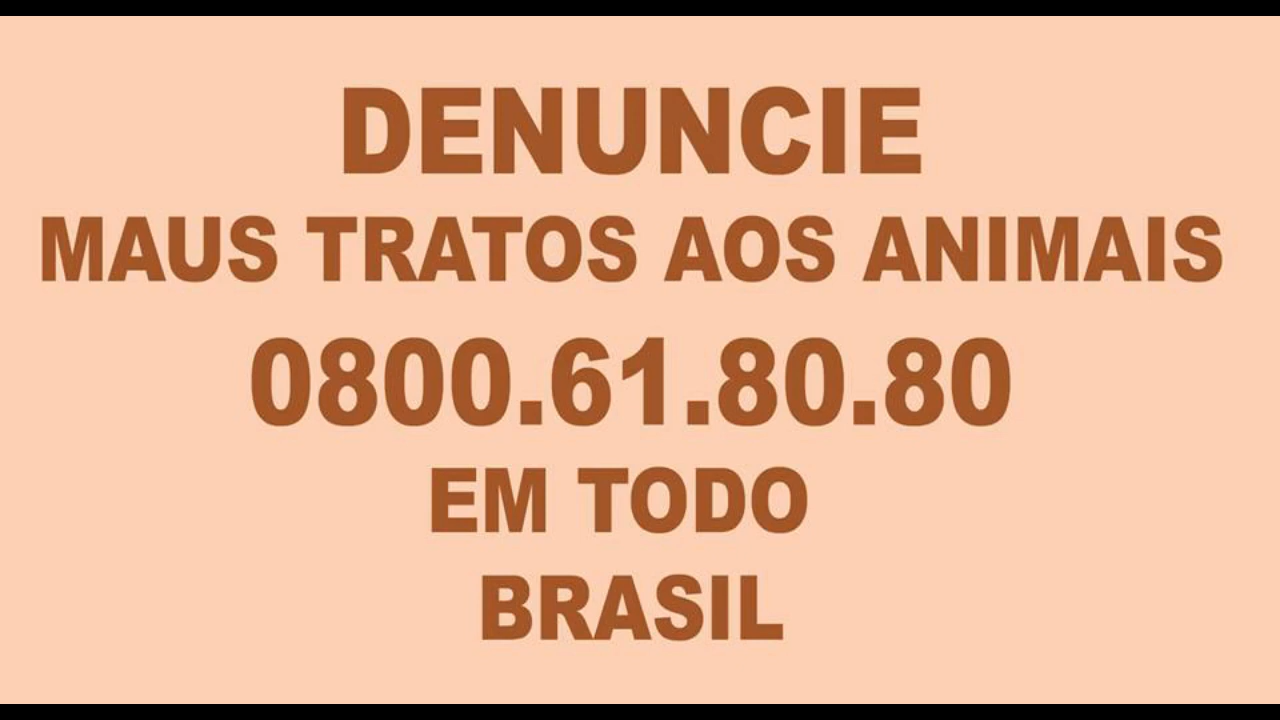 DENUNCIE
MAUS TRATOS AOS ANIMAIS
0800.61.80.80
EM TODO
BRASIL